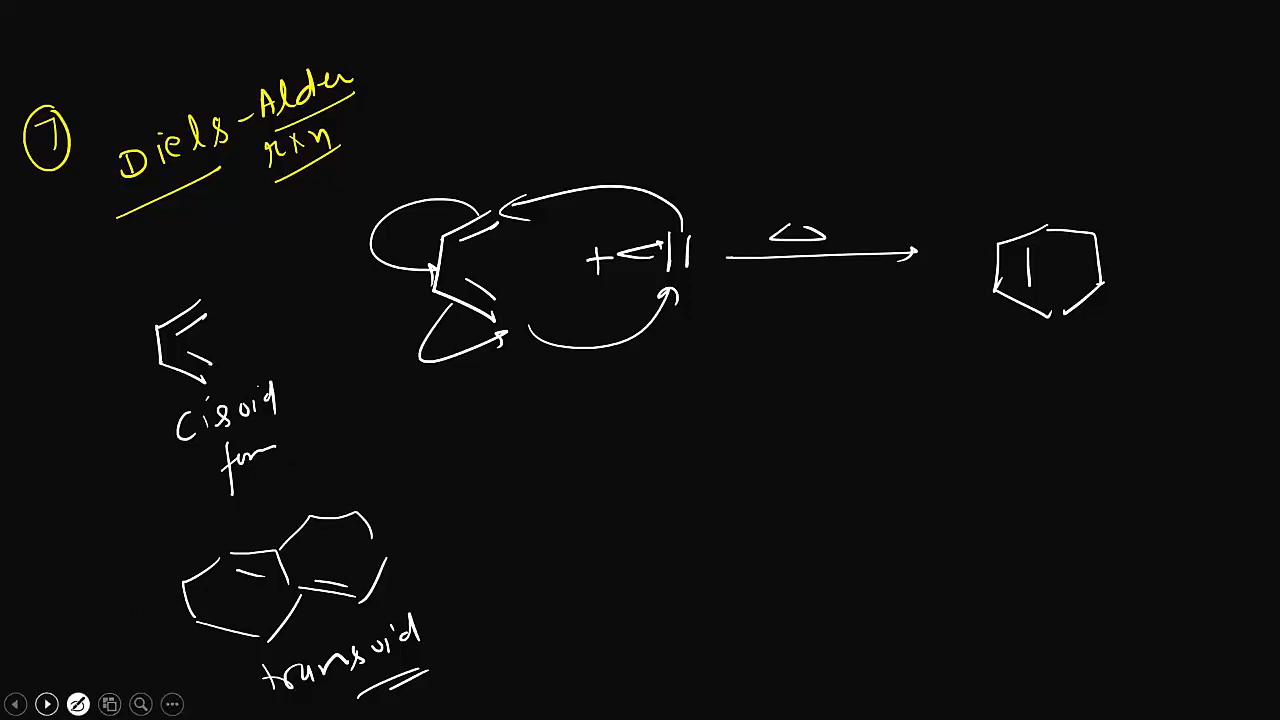 7 Diels-Alder
rxn
+
Δ
Cisoid
form
transoid